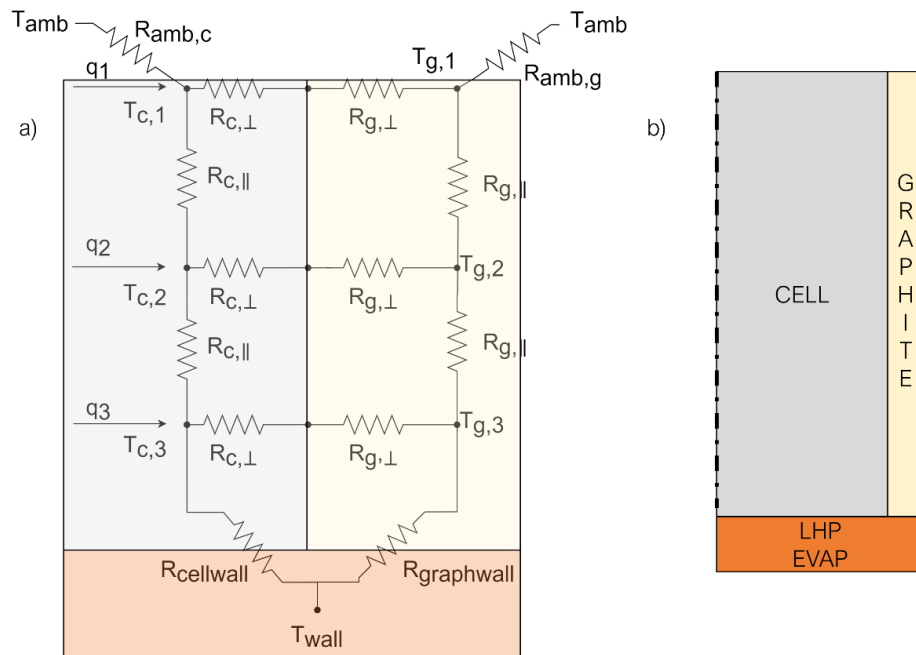 Tamb
Ramb,c
Tamb
Tg,1
Ramb,g
a)
q1
Tc,1
Rc,⊥
Rg,⊥
Rc,||
Rg,||
q2
Tc,2
Rc,⊥
Rg,⊥
Tg,2
Rc,||
Rg,||
q3
Tc,3
Rc,⊥
Rg,⊥
Tg,3
Rcellwall
Rgraphwall
Twall
b)
CELL
GRAPHITE
LHP
EVAP